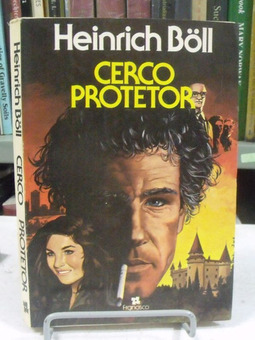 Heinrich Böll
CERCO
PROTETOR
Heinrich Böll
CERCO PROTETOR